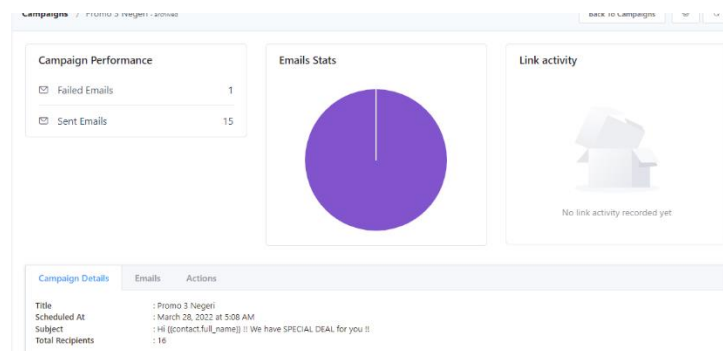 Campaigns / Promo 3 Negeri - Details
Back To Campaigns
Campaign Performance
Failed Emails 1
Sent Emails 15
Emails Stats
Link activity
No link activity recorded yet
Campaign Details Emails Actions
Title : Promo 3 Negeri
Scheduled At : March 28, 2022 at 5:08 AM
Subject : Hi {{contact.full_name}} !! We have SPECIAL DEAL for you !!
Total Recipients : 16